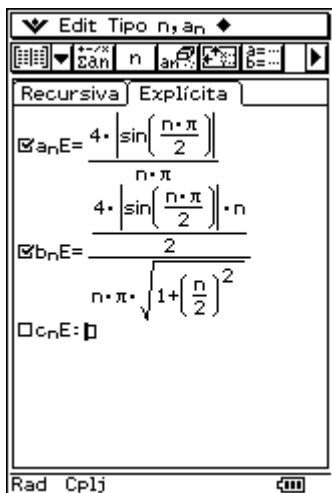 Edit Tipo n,aₙ ◆
Σan n an
Recursiva Explícita
☑aₙE= 4·|sin(n·π/2)| / n·π
☑bₙE= (4·|sin(n·π/2)|·n / 2) / n·π·√(1+(n/2)²)
☐cₙE:
Rad Cplj